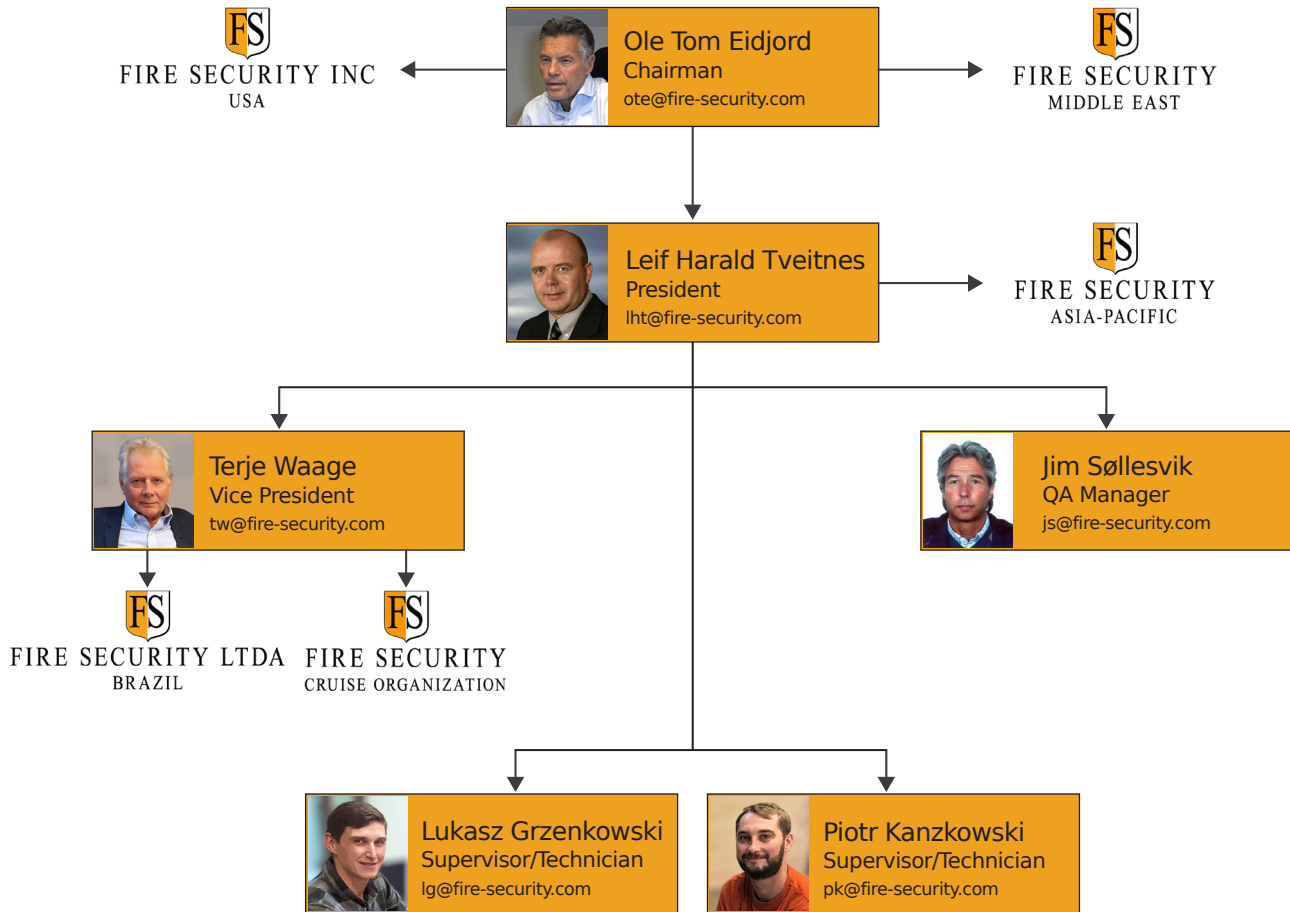 FS
FIRE SECURITY INC
USA
Ole Tom Eidjord
Chairman
ote@fire-security.com
FS
FIRE SECURITY
MIDDLE EAST
Leif Harald Tveitnes
President
lht@fire-security.com
FS
FIRE SECURITY
ASIA-PACIFIC
Terje Waage
Vice President
tw@fire-security.com
Jim Søllesvik
QA Manager
js@fire-security.com
FS
FIRE SECURITY LTDA
BRAZIL
FS
FIRE SECURITY
CRUISE ORGANIZATION
Lukasz Grzenkowski
Supervisor/Technician
lg@fire-security.com
Piotr Kanzkowski
Supervisor/Technician
pk@fire-security.com